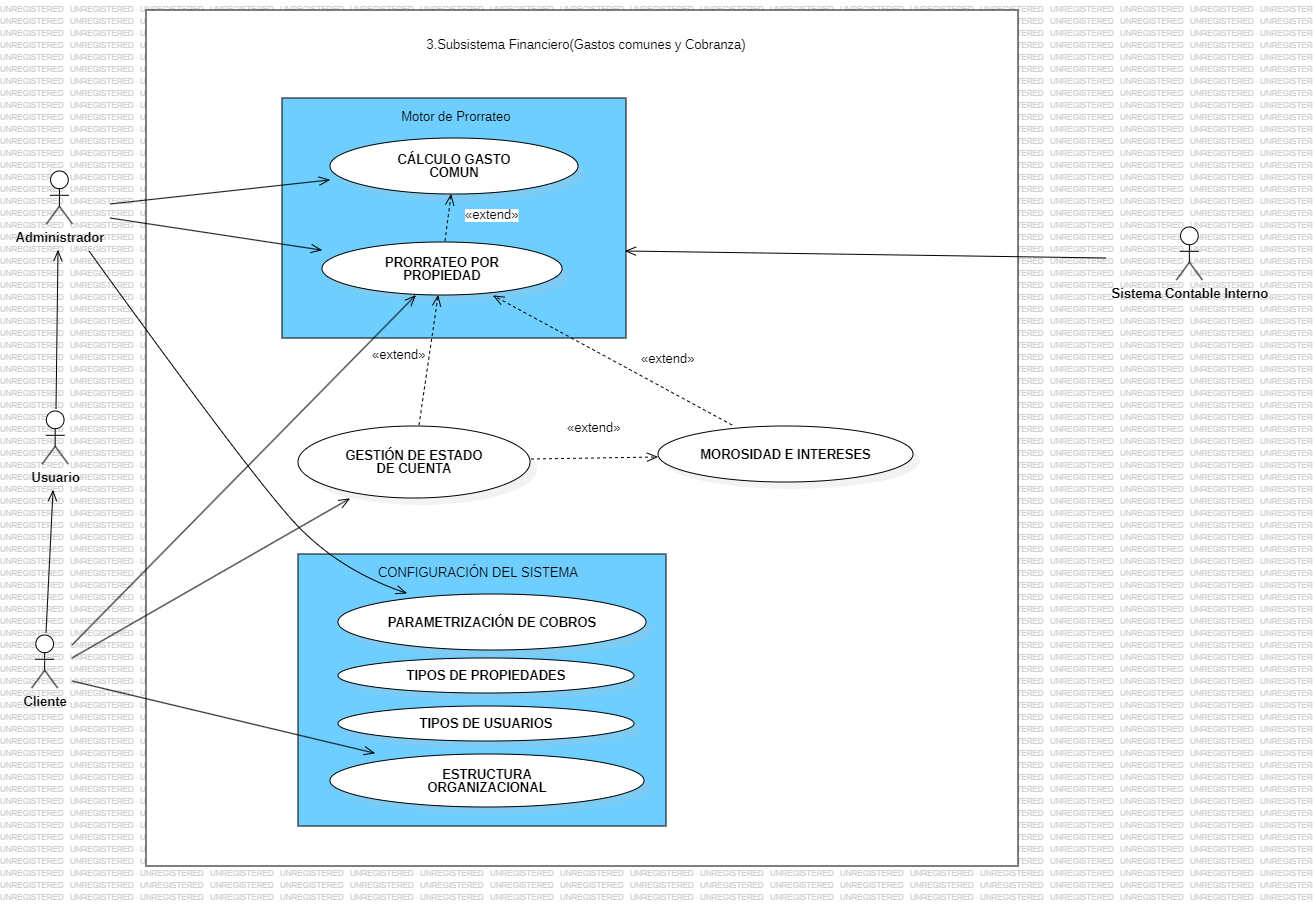 3.Subsistema Financiero(Gastos comunes y Cobranza)
Motor de Prorrateo
CÁLCULO GASTO
COMUN
«extend»
Administrador
PRORRATEO POR
PROPIEDAD
Sistema Contable Interno
«extend»
«extend»
«extend»
GESTIÓN DE ESTADO
DE CUENTA
MOROSIDAD E INTERESES
Usuario
CONFIGURACIÓN DEL SISTEMA
PARAMETRIZACIÓN DE COBROS
TIPOS DE PROPIEDADES
Cliente
TIPOS DE USUARIOS
ESTRUCTURA
ORGANIZACIONAL
UNREGISTERED